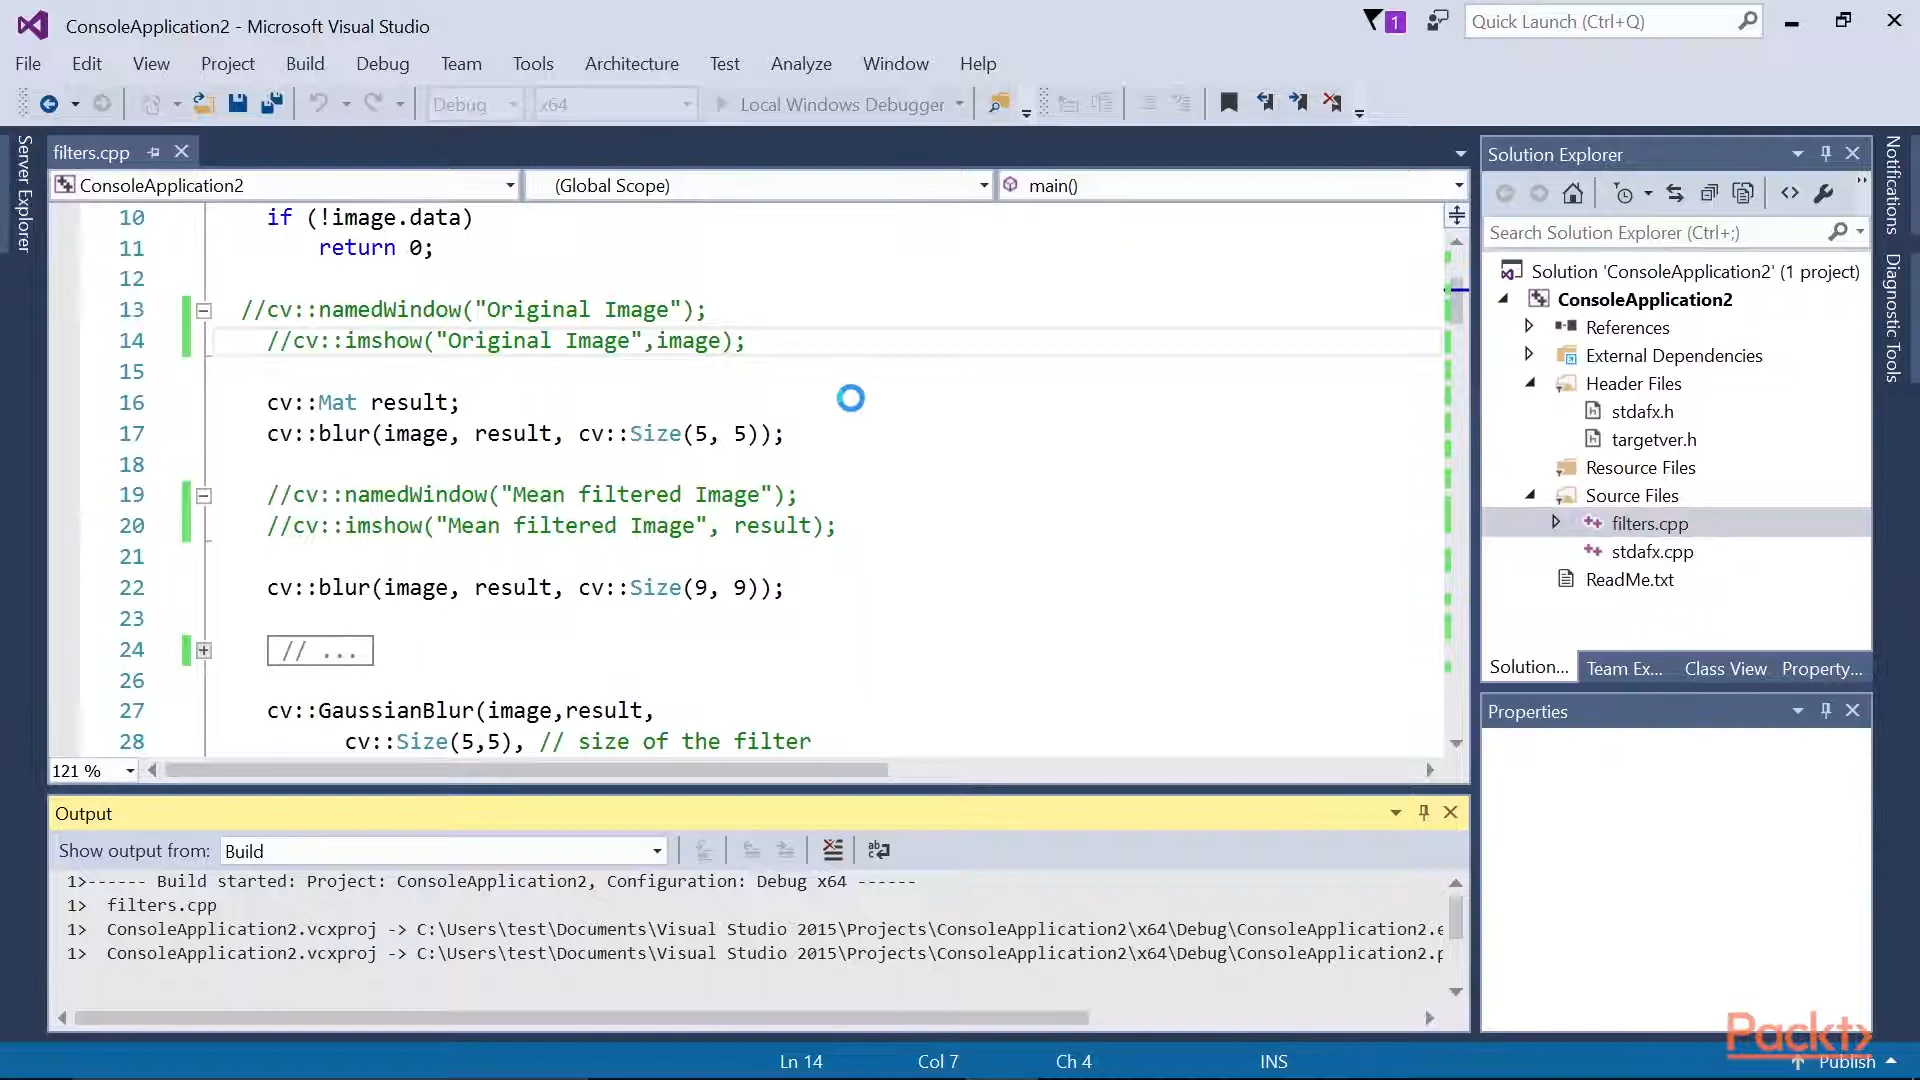 ConsoleApplication2 - Microsoft Visual Studio
1
Quick Launch (Ctrl+Q)
File Edit View Project Build Debug Team Tools Architecture Test Analyze Window Help
Debug x64 Local Windows Debugger
Server Explorer
filters.cpp
ConsoleApplication2 (Global Scope) main()
10 if (!image.data)
11 return 0;
12
13 //cv::namedWindow("Original Image");
14 //cv::imshow("Original Image",image);
15
16 cv::Mat result;
17 cv::blur(image, result, cv::Size(5, 5));
18
19 //cv::namedWindow("Mean filtered Image");
20 //cv::imshow("Mean filtered Image", result);
21
22 cv::blur(image, result, cv::Size(9, 9));
23
24 // ...
26
27 cv::GaussianBlur(image,result,
28 cv::Size(5,5), // size of the filter
121 %
Output
Show output from: Build
1>------ Build started: Project: ConsoleApplication2, Configuration: Debug x64 ------
1> filters.cpp
1> ConsoleApplication2.vcxproj -> C:\Users\test\Documents\Visual Studio 2015\Projects\ConsoleApplication2\x64\Debug\ConsoleApplication2.e
1> ConsoleApplication2.vcxproj -> C:\Users\test\Documents\Visual Studio 2015\Projects\ConsoleApplication2\x64\Debug\ConsoleApplication2.p
Solution Explorer
Search Solution Explorer (Ctrl+;)
Solution 'ConsoleApplication2' (1 project)
ConsoleApplication2
References
External Dependencies
Header Files
stdafx.h
targetver.h
Resource Files
Source Files
filters.cpp
stdafx.cpp
ReadMe.txt
Solution... Team Ex... Class View Property...
Properties
Notifications
Diagnostic Tools
Packt>
Ln 14 Col 7 Ch 4 INS Publish